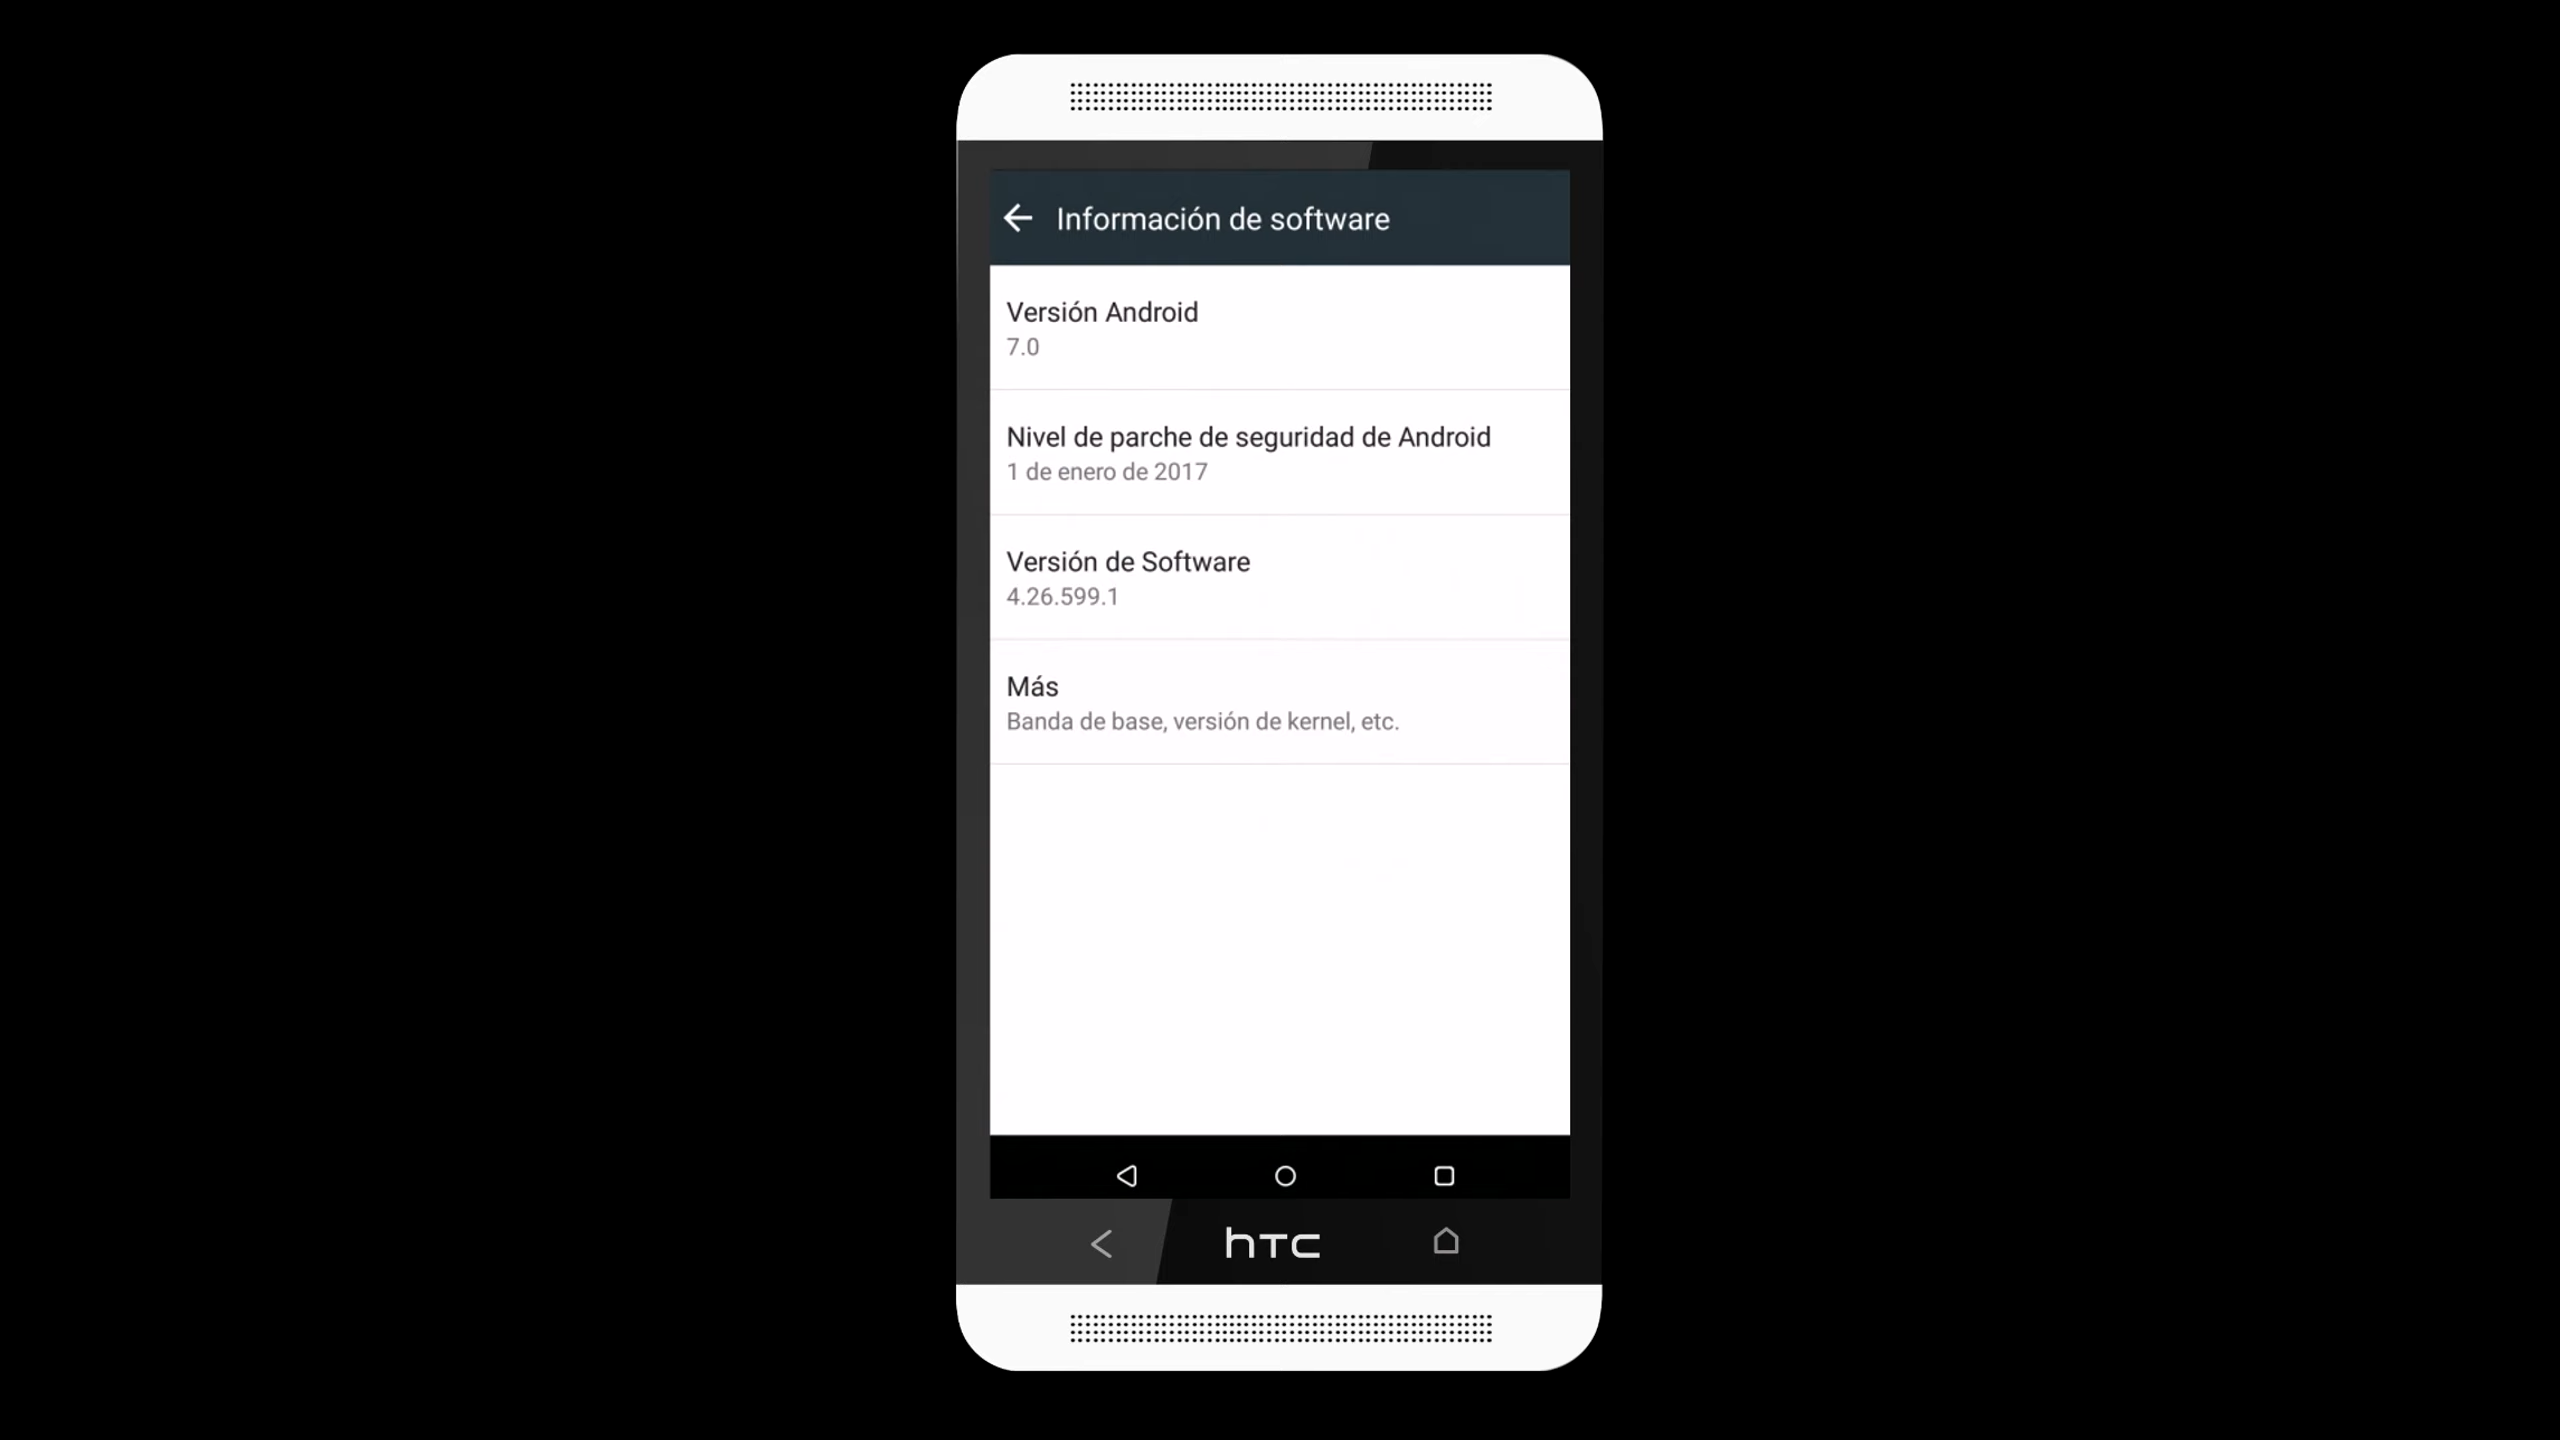 Información de software
Versión Android
7.0
Nivel de parche de seguridad de Android
1 de enero de 2017
Versión de Software
4.26.599.1
Más
Banda de base, versión de kernel, etc.
hTC